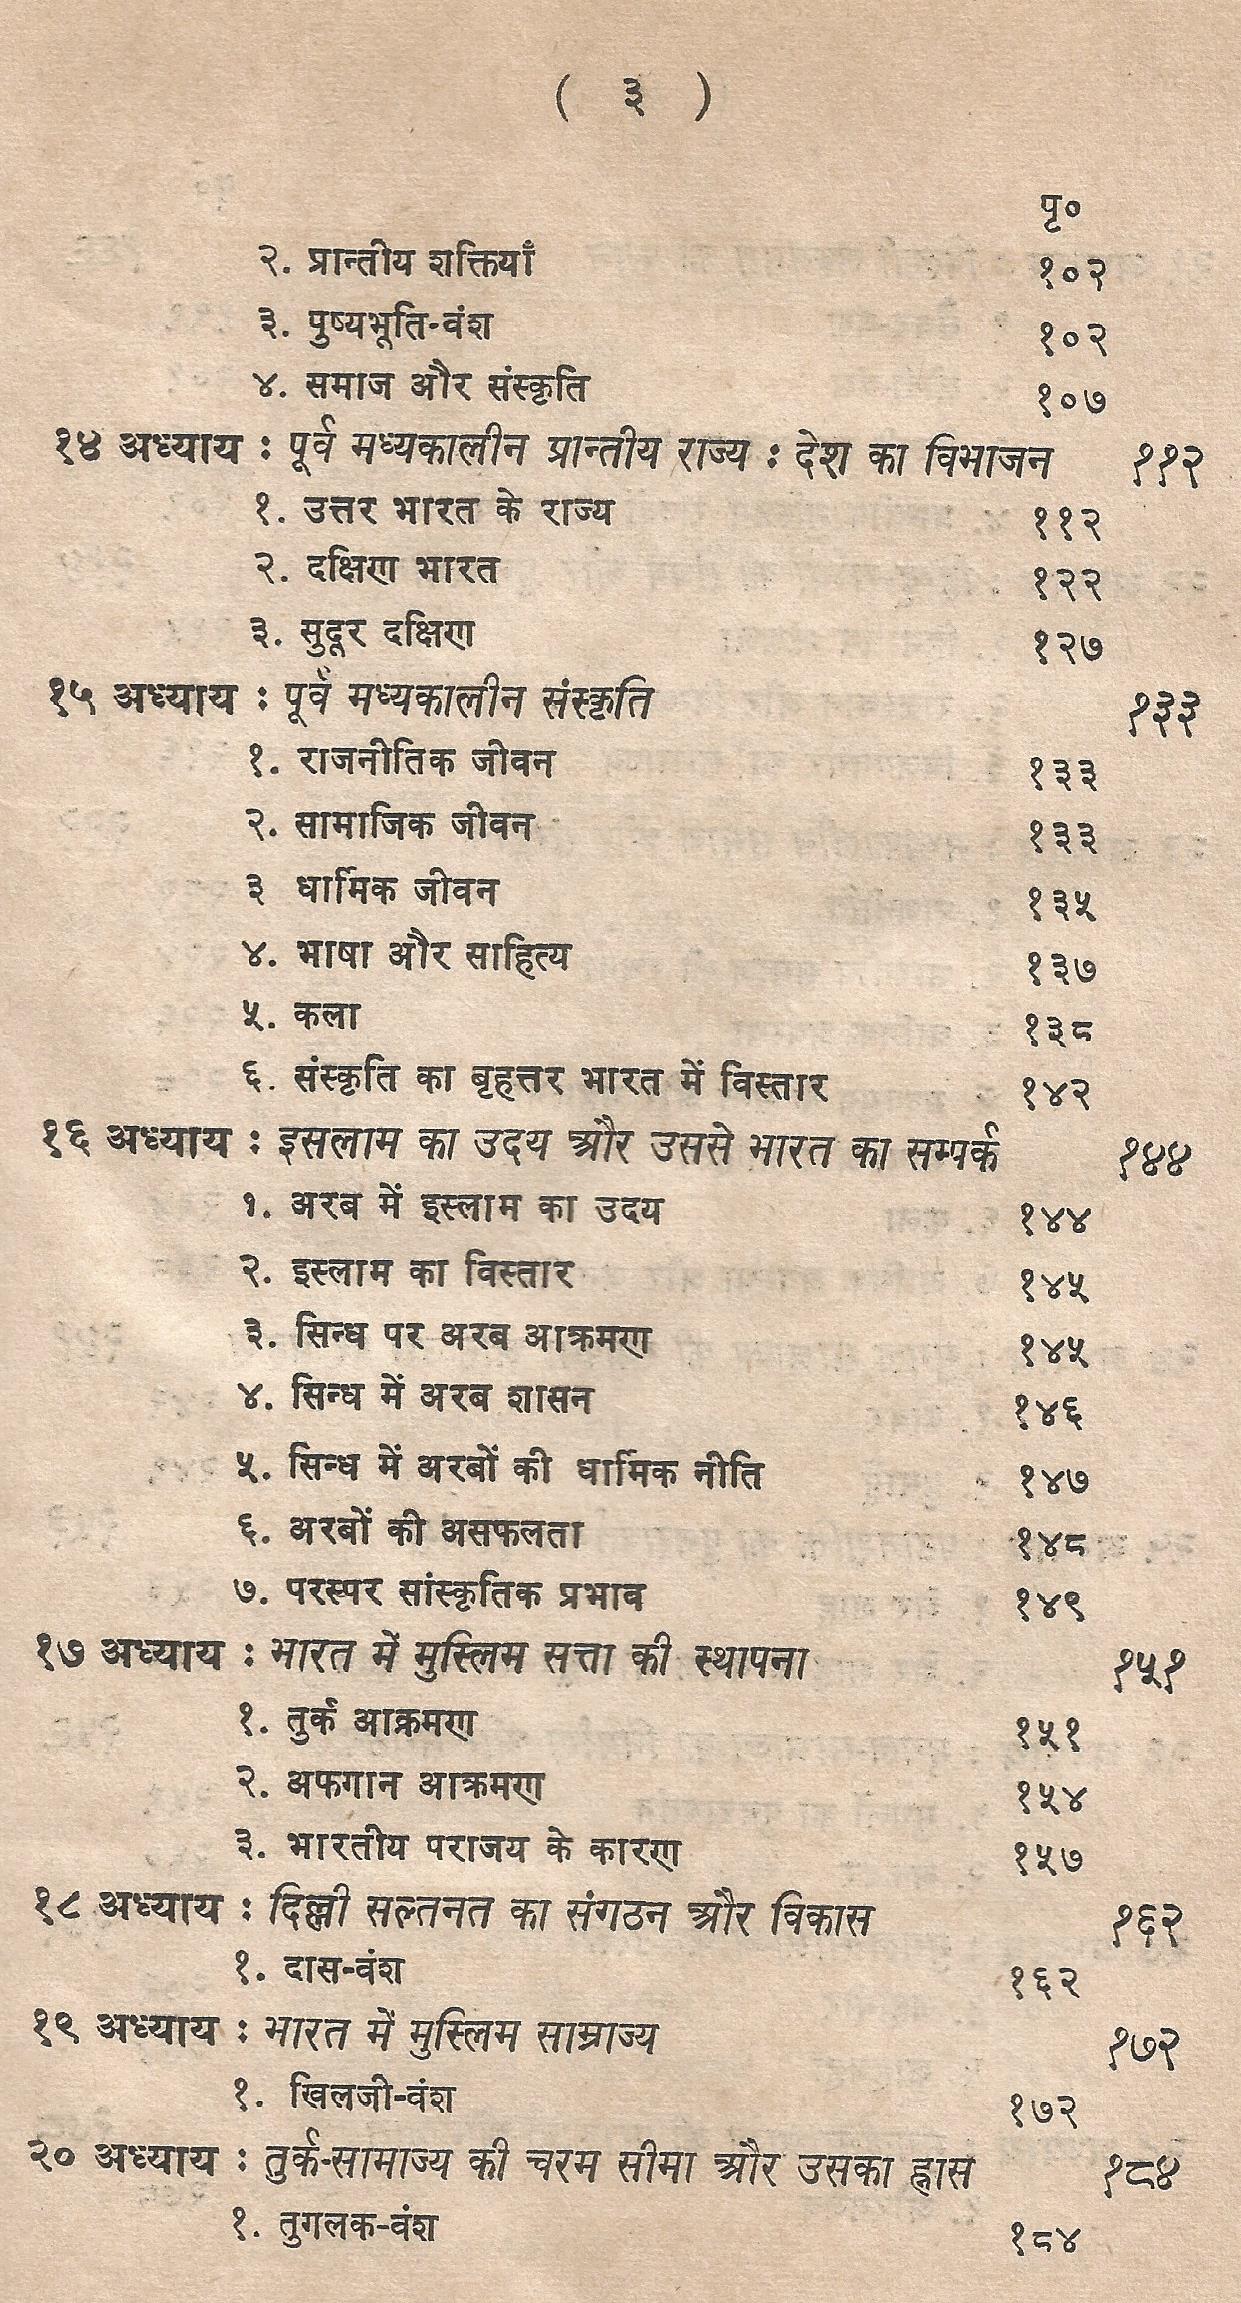 ( ३ )
पृ०
२. प्रान्तीय शक्तियाँ १०२
३. पुष्यभूति-वंश १०२
४. समाज और संस्कृति १०७
१४ अध्याय : पूर्व मध्यकालीन प्रान्तीय राज्य : देश का विभाजन ११२
१. उत्तर भारत के राज्य ११२
२. दक्षिण भारत १२२
३. सुदूर दक्षिण १२७
१५ अध्याय : पूर्व मध्यकालीन संस्कृति १३३
१. राजनीतिक जीवन १३३
२. सामाजिक जीवन १३३
३ धार्मिक जीवन १३५
४. भाषा और साहित्य १३७
५. कला १३८
६. संस्कृति का बृहत्तर भारत में विस्तार १४२
१६ अध्याय : इसलाम का उदय और उससे भारत का सम्पर्क १४४
१. अरब में इस्लाम का उदय १४४
२. इस्लाम का विस्तार १४५
३. सिन्ध पर अरब आक्रमण १४५
४. सिन्ध में अरब शासन १४६
५. सिन्ध में अरबों की धार्मिक नीति १४७
६. अरबों की असफलता १४८
७. परस्पर सांस्कृतिक प्रभाव १४९
१७ अध्याय : भारत में मुस्लिम सत्ता की स्थापना १५१
१. तुर्क आक्रमण १५१
२. अफगान आक्रमण १५४
३. भारतीय पराजय के कारण १५७
१८ अध्याय : दिल्ली सल्तनत का संगठन और विकास १६२
१. दास-वंश १६२
१९ अध्याय : भारत में मुस्लिम साम्राज्य १७२
१. खिलजी-वंश १७२
२० अध्याय : तुर्क-सामाज्य की चरम सीमा और उसका ह्रास १८४
१. तुगलक-वंश १८४